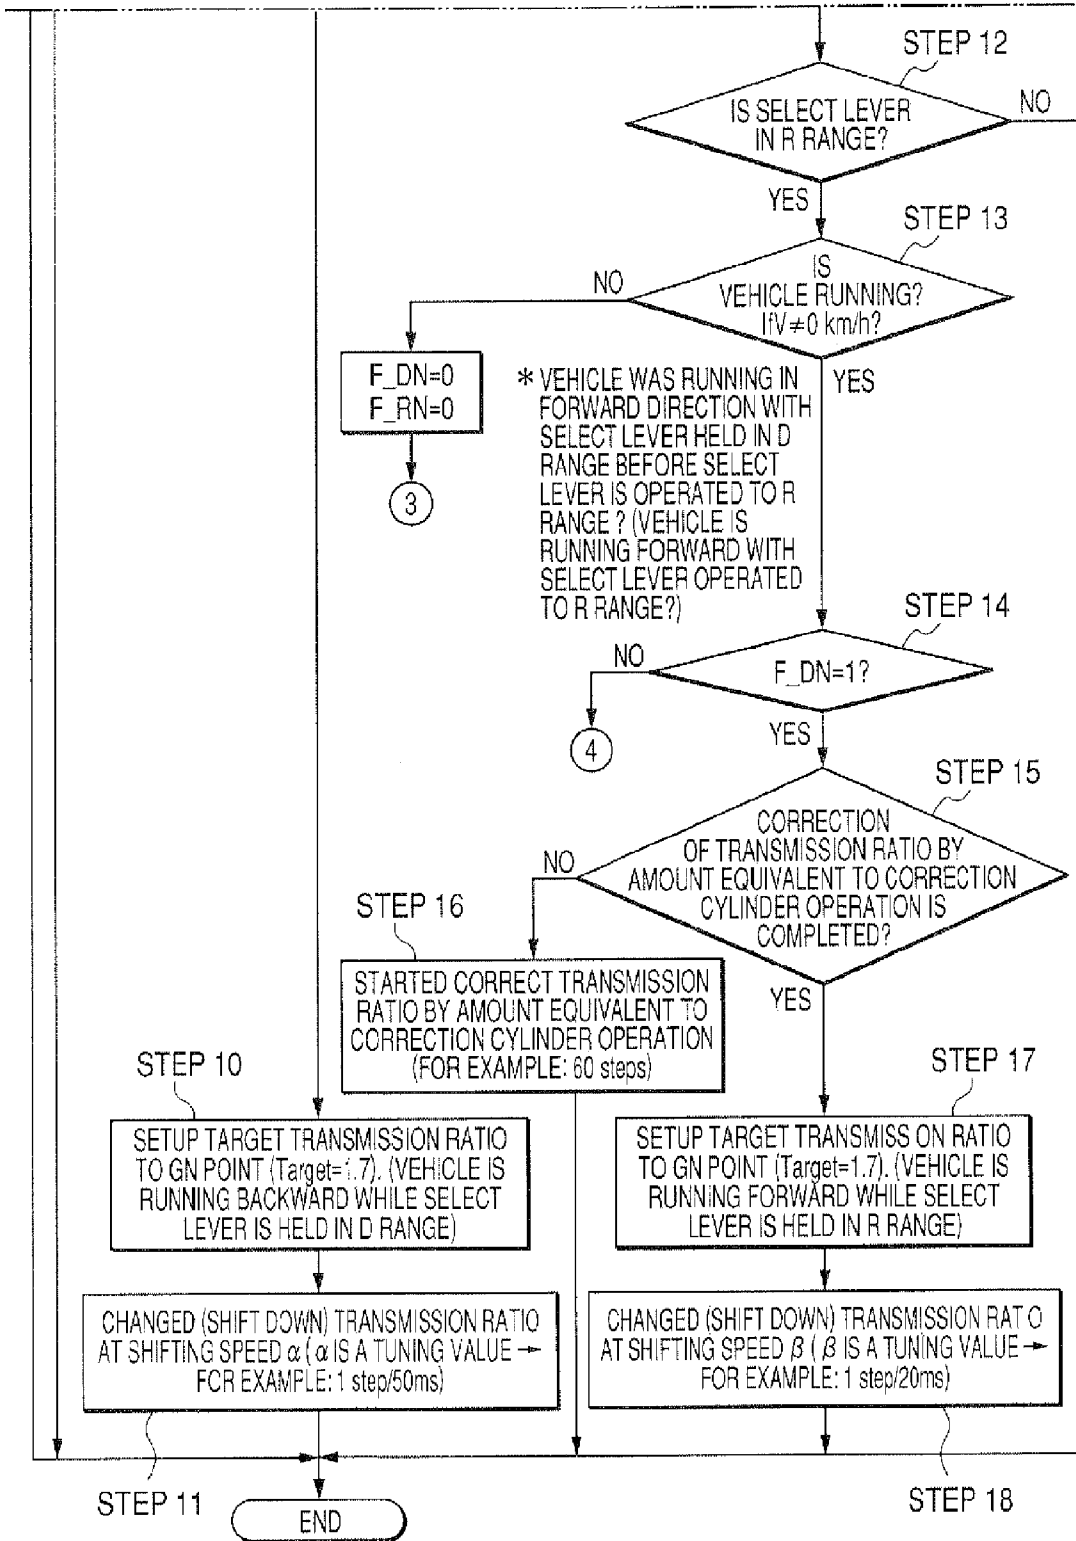 STEP 12
IS SELECT LEVER
IN R RANGE?
NO
YES
STEP 13
IS
VEHICLE RUNNING?
IfV≠0 km/h?
NO
YES
F_DN=0
F_RN=0
3
* VEHICLE WAS RUNNING IN
FORWARD DIRECTION WITH
SELECT LEVER HELD IN D
RANGE BEFORE SELECT
LEVER IS OPERATED TO R
RANGE ? (VEHICLE IS
RUNNING FORWARD WITH
SELECT LEVER OPERATED
TO R RANGE?)
STEP 14
NO
F_DN=1?
4
YES
STEP 15
CORRECTION
OF TRANSMISSION RATIO BY
AMOUNT EQUIVALENT TO CORRECTION
CYLINDER OPERATION IS
COMPLETED?
NO
YES
STEP 16
STARTED CORRECT TRANSMISSION
RATIO BY AMOUNT EQUIVALENT TO
CORRECTION CYLINDER OPERATION
(FOR EXAMPLE: 60 steps)
STEP 10
SETUP TARGET TRANSMISSION RATIO
TO GN POINT (Target=1.7). (VEHICLE IS
RUNNING BACKWARD WHILE SELECT
LEVER IS HELD IN D RANGE)
STEP 17
SETUP TARGET TRANSMISS ON RATIO
TO GN POINT (Target=1.7). (VEHICLE IS
RUNNING FORWARD WHILE SELECT
LEVER IS HELD IN R RANGE)
CHANGED (SHIFT DOWN) TRANSMISSION RATIO
AT SHIFTING SPEED α ( α IS A TUNING VALUE →
FOR EXAMPLE: 1 step/50ms)
CHANGED (SHIFT DOWN) TRANSMISSION RAT O
AT SHIFTING SPEED β ( β IS A TUNING VALUE →
FOR EXAMPLE: 1 step/20ms)
STEP 11
STEP 18
END